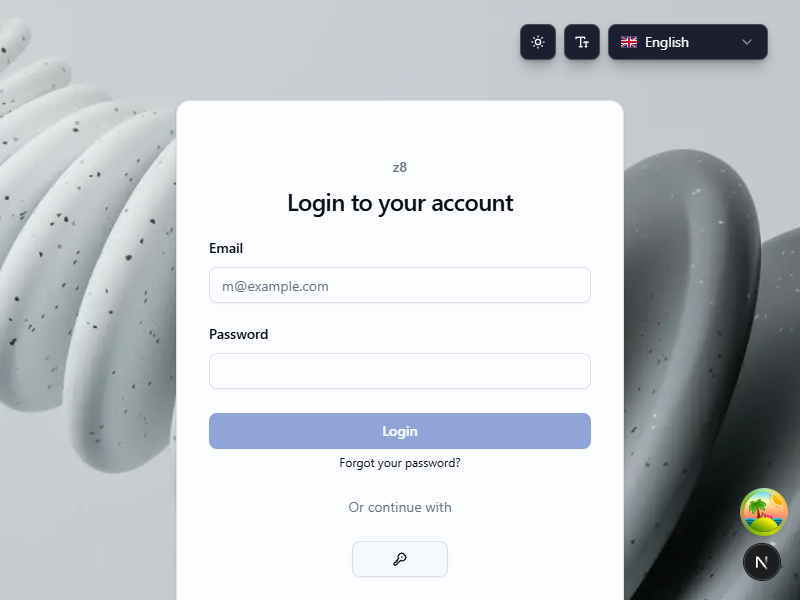 English
z8
Login to your account
Email
m@example.com
Password
Login
Forgot your password?
Or continue with
N